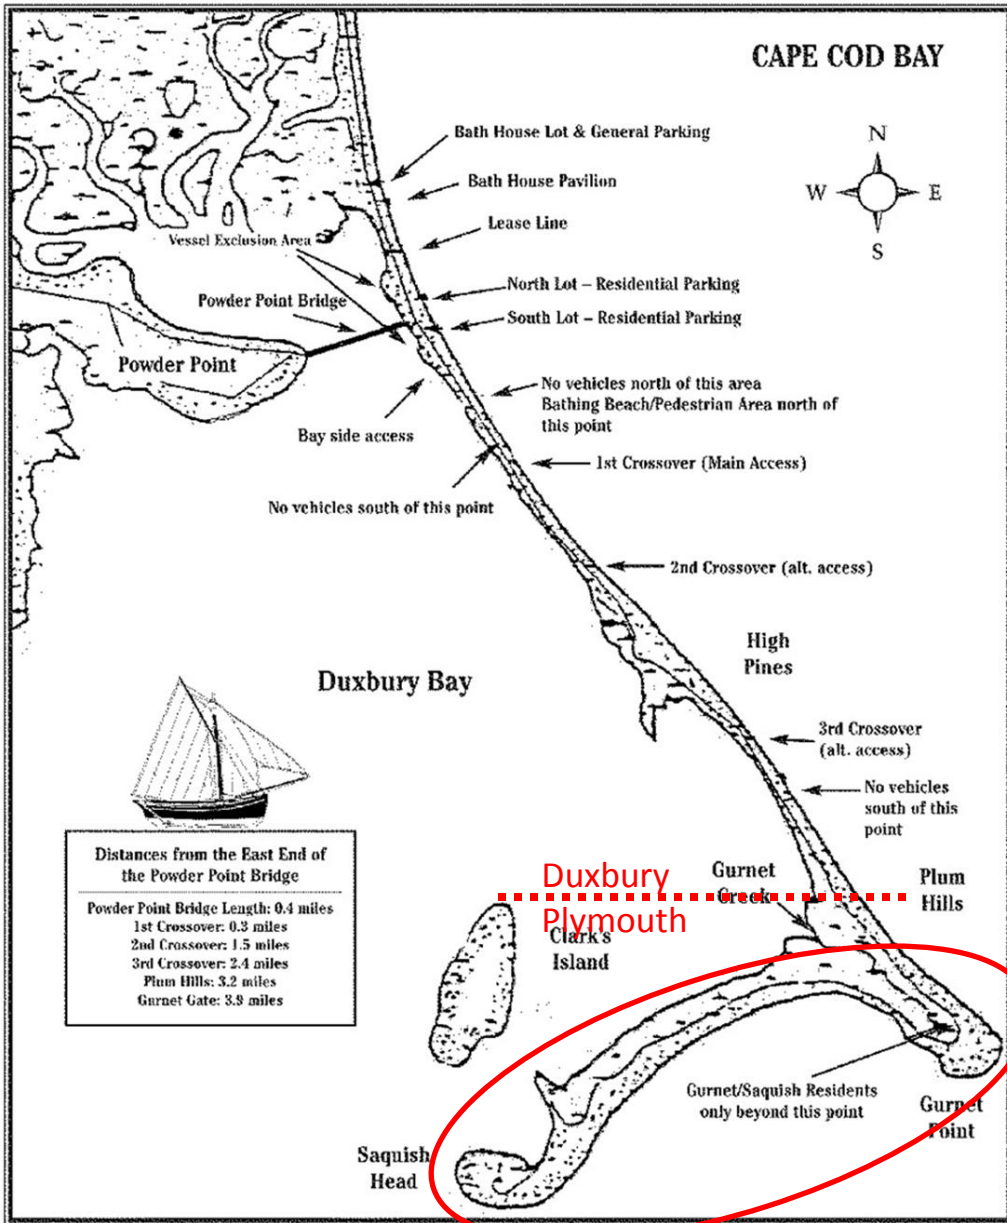 CAPE COD BAY
N
W
E
S
Bath House Lot & General Parking
Bath House Pavilion
Lease Line
Vessel Exclusion Area
North Lot – Residential Parking
Powder Point Bridge
South Lot – Residential Parking
Powder Point
No vehicles north of this area
Bathing Beach/Pedestrian Area north of
this point
Bay side access
1st Crossover (Main Access)
No vehicles south of this point
2nd Crossover (alt. access)
High
Pines
Duxbury Bay
3rd Crossover
(alt. access)
No vehicles
south of this
point
Distances from the East End of
the Powder Point Bridge
Powder Point Bridge Length: 0.4 miles
1st Crossover: 0.3 miles
2nd Crossover: 1.5 miles
3rd Crossover: 2.4 miles
Plum Hills: 3.2 miles
Gurnet Gate: 3.9 miles
Duxbury
Plymouth
Gurnet
Creek
Plum
Hills
Clark's
Island
Gurnet/Saquish Residents
only beyond this point
Gurnet
Point
Saquish
Head